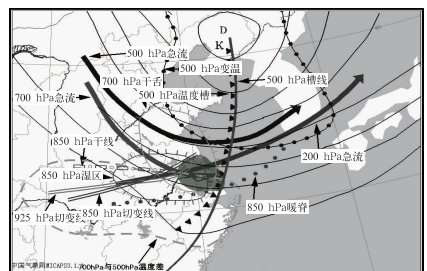 D
K
500 hPa急流
500 hPa变温
700 hPa干舌
500 hPa槽线
500 hPa温度槽
700 hPa急流
850 hPa干线
200 hPa急流
850 hPa湿区
850 hPa暖脊
925 hPa切变线
850 hPa切变线
中国气象局MICAPS3.1
700hPa与500hPa温度差